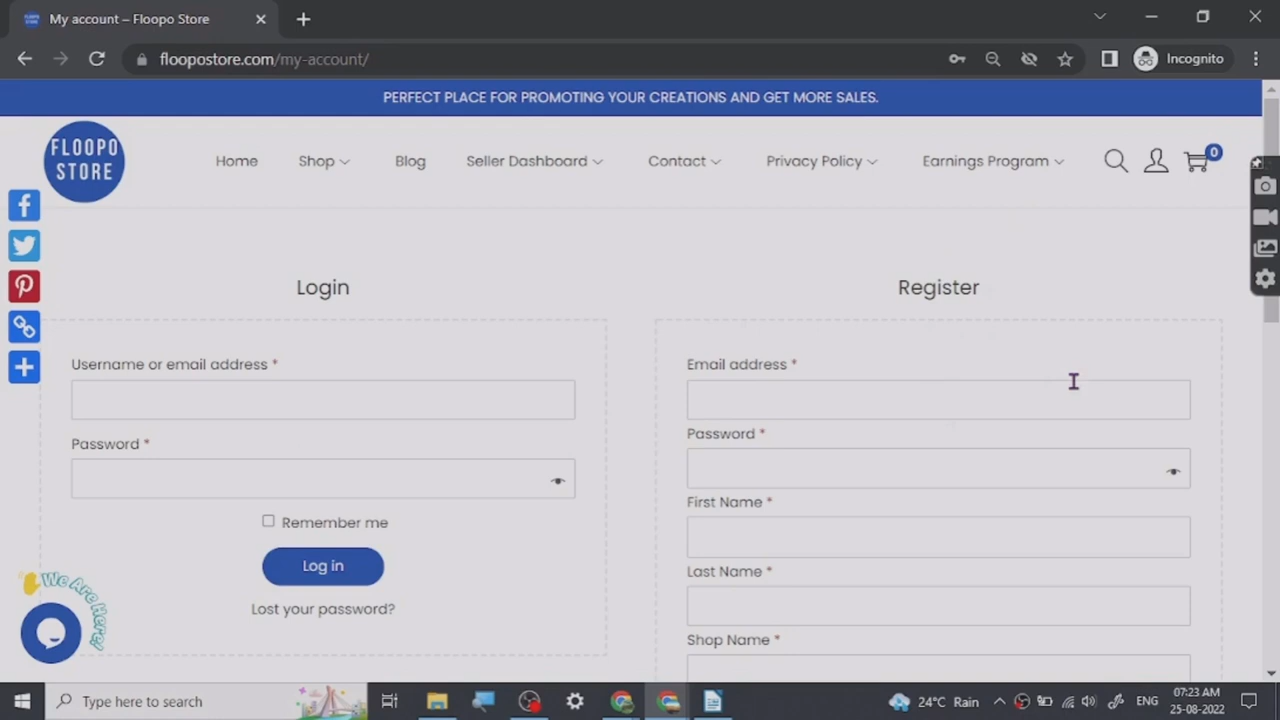 My account – Floopo Store
floopostore.com/my-account/
Incognito
PERFECT PLACE FOR PROMOTING YOUR CREATIONS AND GET MORE SALES.
FLOOPO
STORE
Home
Shop
Blog
Seller Dashboard
Contact
Privacy Policy
Earnings Program
0
Login
Register
Username or email address *
Email address *
Password *
Password *
First Name *
Remember me
Log in
Last Name *
Lost your password?
Shop Name *
We Are Here!
Type here to search
24°C Rain
ENG
07:23 AM
25-08-2022